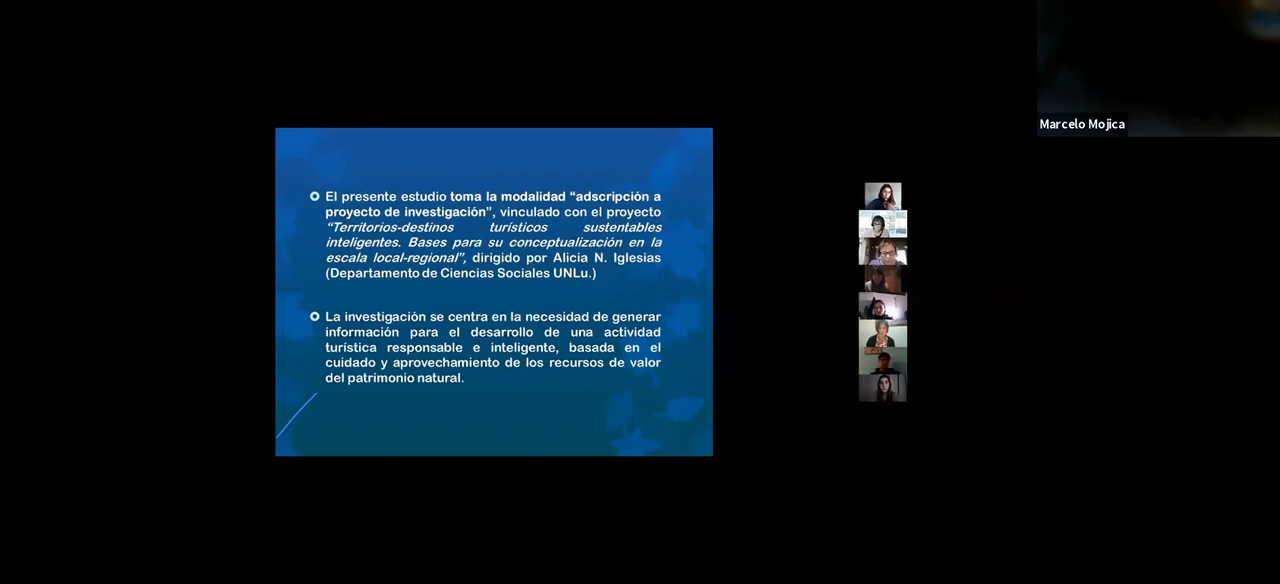 Marcelo Mojica
El presente estudio toma la modalidad “adscripción a
proyecto de investigación”, vinculado con el proyecto
“Territorios-destinos turísticos sustentables
inteligentes. Bases para su conceptualización en la
escala local-regional”, dirigido por Alicia N. Iglesias
(Departamento de Ciencias Sociales UNLu.)
La investigación se centra en la necesidad de generar
información para el desarrollo de una actividad
turística responsable e inteligente, basada en el
cuidado y aprovechamiento de los recursos de valor
del patrimonio natural.